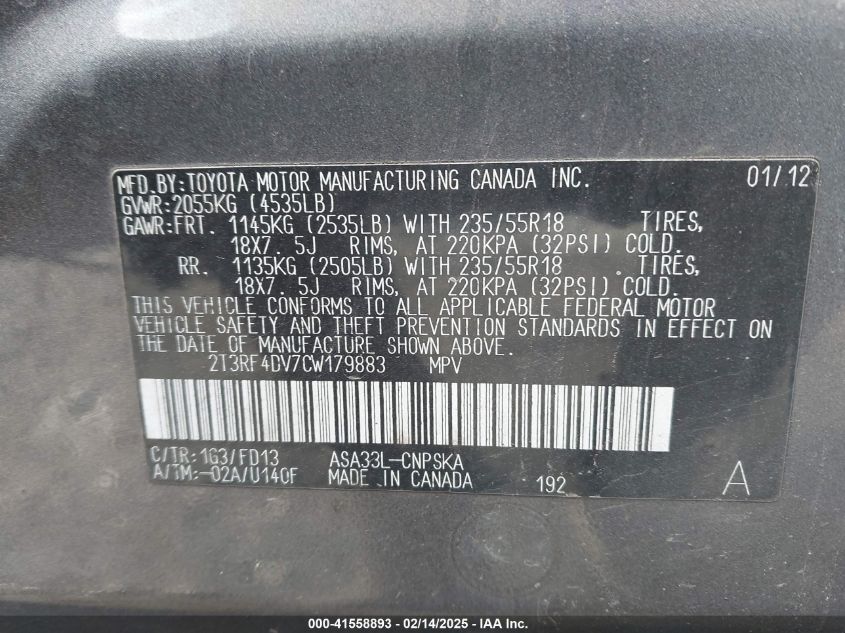 MFD.BY:TOYOTA MOTOR MANUFACTURING CANADA INC. 01/12
GVWR:2055KG (4535LB)
GAWR:FRT. 1145KG (2535LB) WITH 235/55R18 TIRES,
18X7. 5J RIMS, AT 220KPA (32PSI) COLD.
RR. 1135KG (2505LB) WITH 235/55R18 . TIRES,
18X7. 5J RIMS, AT 220KPA (32PSI) COLD.
THIS VEHICLE CONFORMS TO ALL APPLICABLE FEDERAL MOTOR
VEHICLE SAFETY AND THEFT PREVENTION STANDARDS IN EFFECT ON
THE DATE OF MANUFACTURE SHOWN ABOVE.
2T3RF4DV7CW179883 MPV
C/TR:1G3/FD13 ASA33L-CNPSKA
A/TM:-02A/U140F MADE IN CANADA 192 A
000-41558893 - 02/14/2025 - IAA Inc.